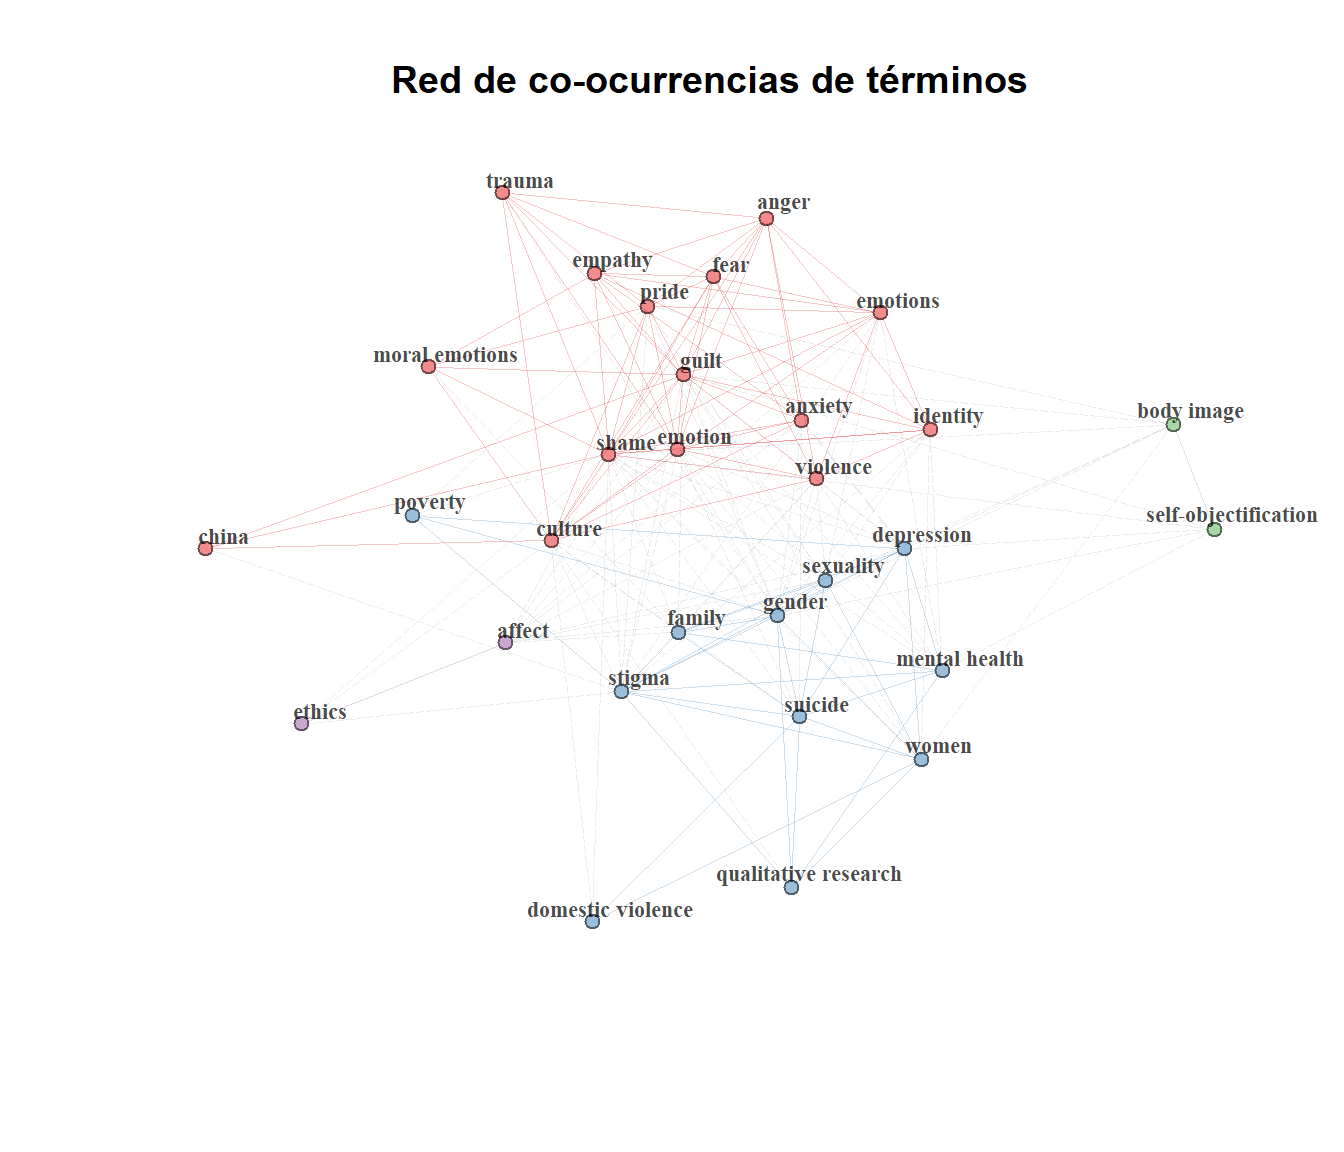 Red de co-ocurrencias de términos
trauma
anger
empathy
fear
pride
emotions
moral emotions
guilt
anxiety
body image
identity
shame
emotion
violence
poverty
self-objectification
china
culture
depression
sexuality
gender
family
affect
mental health
stigma
suicide
ethics
women
qualitative research
domestic violence